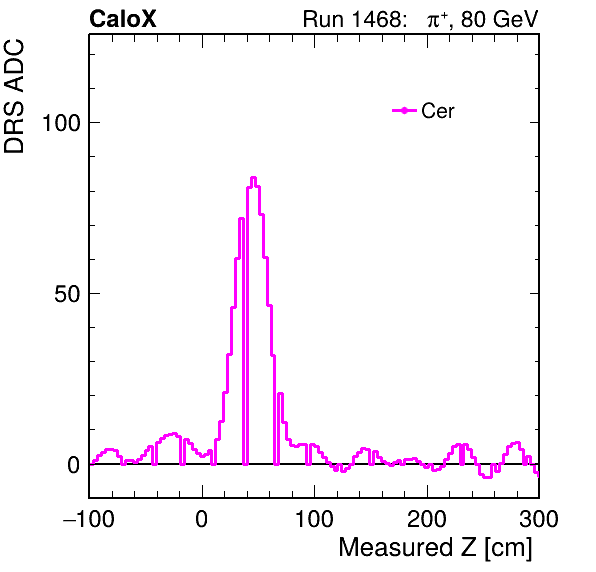 CaloX Run 1468: π⁺, 80 GeV
DRS ADC
Cer
100
50
0
−100 0 100 200 300
Measured Z [cm]